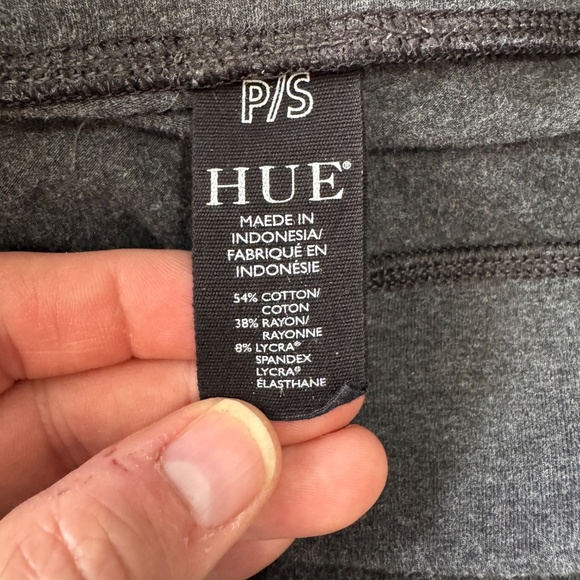 P/S
HUE®
MAEDE IN
INDONESIA/
FABRIQUÉ EN
INDONÉSIE
54% COTTON/
COTON
38% RAYON/
RAYONNE
8% LYCRA®
SPANDEX
LYCRA®
ÉLASTHANE